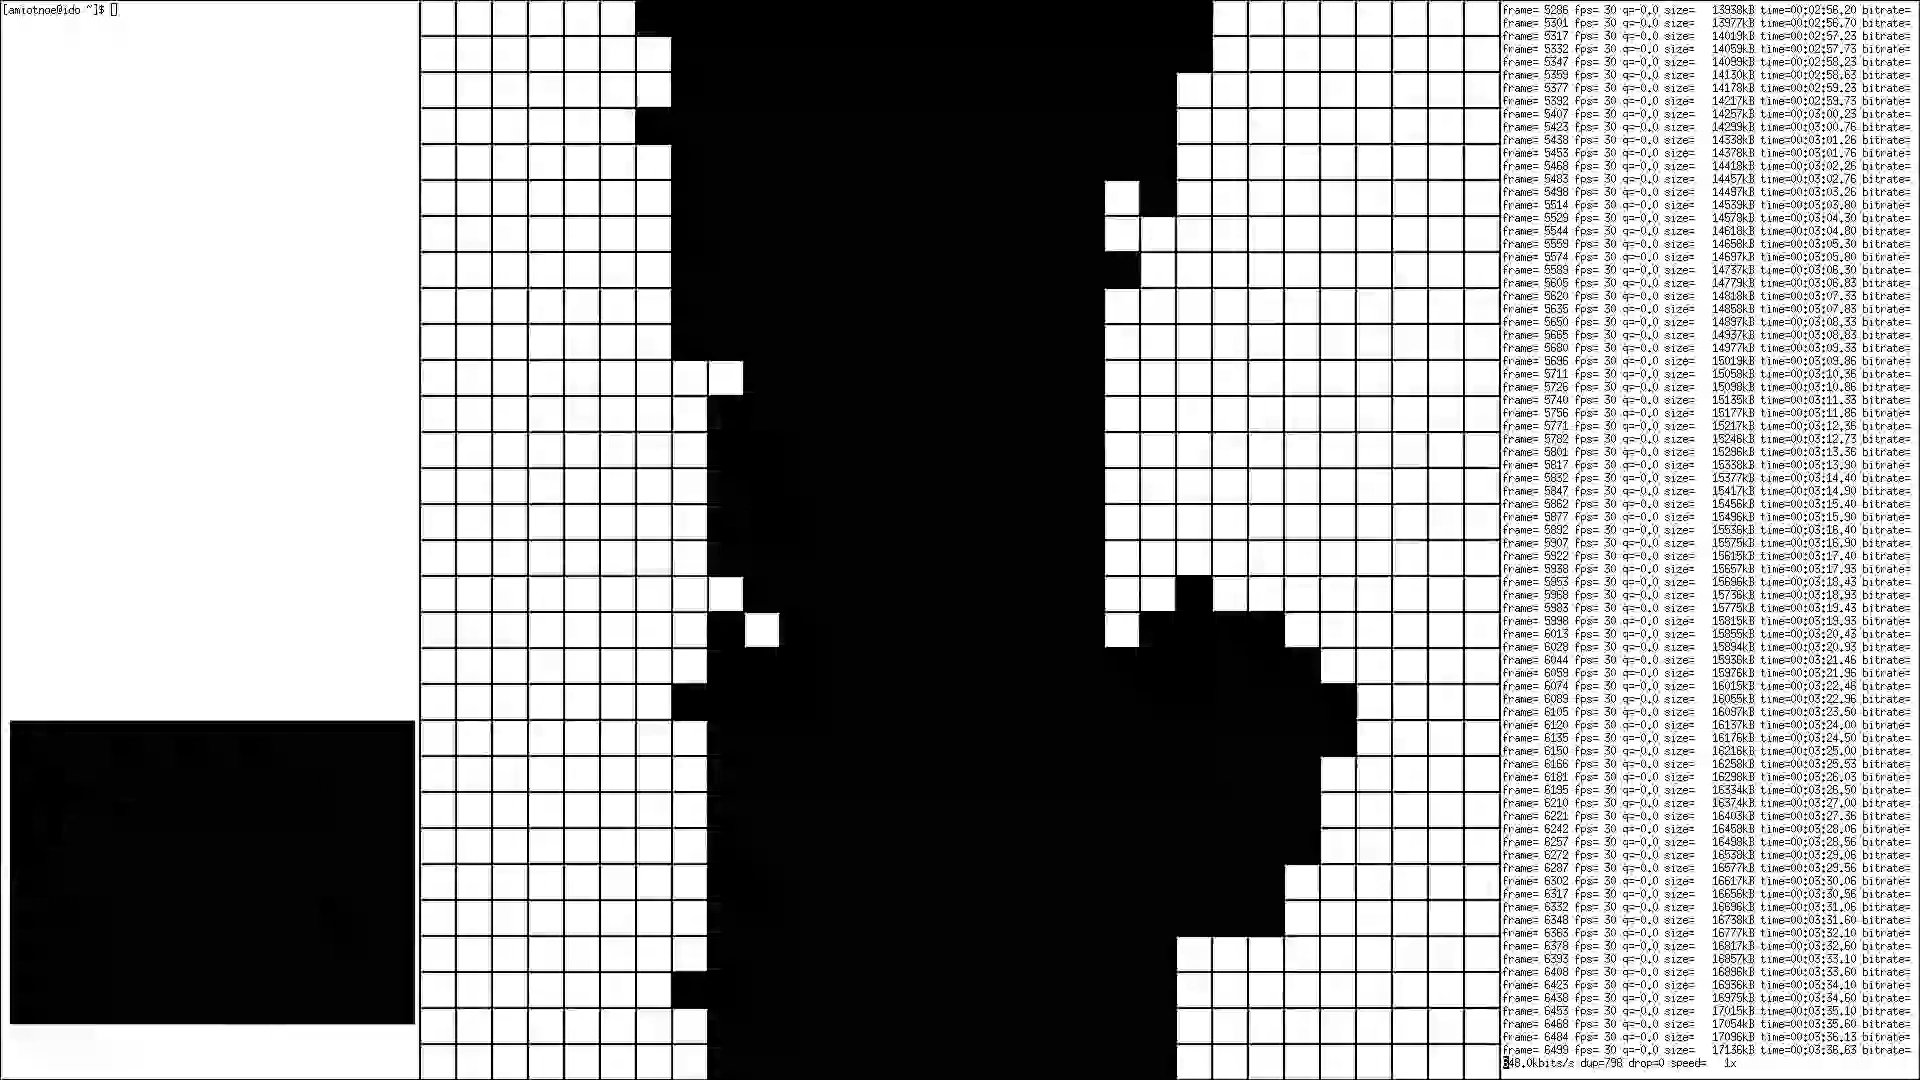 [amiotnoe@ido ~]$
frame= 5286 fps= 30 q=-0.0 size= 13938kB time=00:02:56.20 bitrate=
frame= 5301 fps= 30 q=-0.0 size= 13977kB time=00:02:56.70 bitrate=
frame= 5317 fps= 30 q=-0.0 size= 14019kB time=00:02:57.23 bitrate=
frame= 5332 fps= 30 q=-0.0 size= 14059kB time=00:02:57.73 bitrate=
frame= 5347 fps= 30 q=-0.0 size= 14099kB time=00:02:58.23 bitrate=
frame= 5359 fps= 30 q=-0.0 size= 14130kB time=00:02:58.63 bitrate=
frame= 5377 fps= 30 q=-0.0 size= 14178kB time=00:02:59.23 bitrate=
frame= 5392 fps= 30 q=-0.0 size= 14217kB time=00:02:59.73 bitrate=
frame= 5407 fps= 30 q=-0.0 size= 14257kB time=00:03:00.23 bitrate=
frame= 5423 fps= 30 q=-0.0 size= 14299kB time=00:03:00.76 bitrate=
frame= 5438 fps= 30 q=-0.0 size= 14338kB time=00:03:01.26 bitrate=
frame= 5453 fps= 30 q=-0.0 size= 14378kB time=00:03:01.76 bitrate=
frame= 5468 fps= 30 q=-0.0 size= 14418kB time=00:03:02.26 bitrate=
frame= 5483 fps= 30 q=-0.0 size= 14457kB time=00:03:02.76 bitrate=
frame= 5498 fps= 30 q=-0.0 size= 14497kB time=00:03:03.26 bitrate=
frame= 5514 fps= 30 q=-0.0 size= 14539kB time=00:03:03.80 bitrate=
frame= 5529 fps= 30 q=-0.0 size= 14578kB time=00:03:04.30 bitrate=
frame= 5544 fps= 30 q=-0.0 size= 14618kB time=00:03:04.80 bitrate=
frame= 5559 fps= 30 q=-0.0 size= 14658kB time=00:03:05.30 bitrate=
frame= 5574 fps= 30 q=-0.0 size= 14697kB time=00:03:05.80 bitrate=
frame= 5589 fps= 30 q=-0.0 size= 14737kB time=00:03:06.30 bitrate=
frame= 5605 fps= 30 q=-0.0 size= 14779kB time=00:03:06.83 bitrate=
frame= 5620 fps= 30 q=-0.0 size= 14818kB time=00:03:07.33 bitrate=
frame= 5635 fps= 30 q=-0.0 size= 14858kB time=00:03:07.83 bitrate=
frame= 5650 fps= 30 q=-0.0 size= 14897kB time=00:03:08.33 bitrate=
frame= 5665 fps= 30 q=-0.0 size= 14937kB time=00:03:08.83 bitrate=
frame= 5680 fps= 30 q=-0.0 size= 14977kB time=00:03:09.33 bitrate=
frame= 5696 fps= 30 q=-0.0 size= 15019kB time=00:03:09.86 bitrate=
frame= 5711 fps= 30 q=-0.0 size= 15058kB time=00:03:10.36 bitrate=
frame= 5726 fps= 30 q=-0.0 size= 15098kB time=00:03:10.86 bitrate=
frame= 5740 fps= 30 q=-0.0 size= 15135kB time=00:03:11.33 bitrate=
frame= 5756 fps= 30 q=-0.0 size= 15177kB time=00:03:11.86 bitrate=
frame= 5771 fps= 30 q=-0.0 size= 15217kB time=00:03:12.36 bitrate=
frame= 5782 fps= 30 q=-0.0 size= 15246kB time=00:03:12.73 bitrate=
frame= 5801 fps= 30 q=-0.0 size= 15296kB time=00:03:13.36 bitrate=
frame= 5817 fps= 30 q=-0.0 size= 15338kB time=00:03:13.90 bitrate=
frame= 5832 fps= 30 q=-0.0 size= 15377kB time=00:03:14.40 bitrate=
frame= 5847 fps= 30 q=-0.0 size= 15417kB time=00:03:14.90 bitrate=
frame= 5862 fps= 30 q=-0.0 size= 15456kB time=00:03:15.40 bitrate=
frame= 5877 fps= 30 q=-0.0 size= 15496kB time=00:03:15.90 bitrate=
frame= 5892 fps= 30 q=-0.0 size= 15536kB time=00:03:16.40 bitrate=
frame= 5907 fps= 30 q=-0.0 size= 15575kB time=00:03:16.90 bitrate=
frame= 5922 fps= 30 q=-0.0 size= 15615kB time=00:03:17.40 bitrate=
frame= 5938 fps= 30 q=-0.0 size= 15657kB time=00:03:17.93 bitrate=
frame= 5953 fps= 30 q=-0.0 size= 15696kB time=00:03:18.43 bitrate=
frame= 5968 fps= 30 q=-0.0 size= 15736kB time=00:03:18.93 bitrate=
frame= 5983 fps= 30 q=-0.0 size= 15775kB time=00:03:19.43 bitrate=
frame= 5998 fps= 30 q=-0.0 size= 15815kB time=00:03:19.93 bitrate=
frame= 6013 fps= 30 q=-0.0 size= 15855kB time=00:03:20.43 bitrate=
frame= 6028 fps= 30 q=-0.0 size= 15894kB time=00:03:20.93 bitrate=
frame= 6044 fps= 30 q=-0.0 size= 15936kB time=00:03:21.46 bitrate=
frame= 6059 fps= 30 q=-0.0 size= 15976kB time=00:03:21.96 bitrate=
frame= 6074 fps= 30 q=-0.0 size= 16015kB time=00:03:22.46 bitrate=
frame= 6089 fps= 30 q=-0.0 size= 16055kB time=00:03:22.96 bitrate=
frame= 6105 fps= 30 q=-0.0 size= 16097kB time=00:03:23.50 bitrate=
frame= 6120 fps= 30 q=-0.0 size= 16137kB time=00:03:24.00 bitrate=
frame= 6135 fps= 30 q=-0.0 size= 16176kB time=00:03:24.50 bitrate=
frame= 6150 fps= 30 q=-0.0 size= 16216kB time=00:03:25.00 bitrate=
frame= 6166 fps= 30 q=-0.0 size= 16258kB time=00:03:25.53 bitrate=
frame= 6181 fps= 30 q=-0.0 size= 16298kB time=00:03:26.03 bitrate=
frame= 6195 fps= 30 q=-0.0 size= 16334kB time=00:03:26.50 bitrate=
frame= 6210 fps= 30 q=-0.0 size= 16374kB time=00:03:27.00 bitrate=
frame= 6221 fps= 30 q=-0.0 size= 16403kB time=00:03:27.36 bitrate=
frame= 6242 fps= 30 q=-0.0 size= 16458kB time=00:03:28.06 bitrate=
frame= 6257 fps= 30 q=-0.0 size= 16498kB time=00:03:28.56 bitrate=
frame= 6272 fps= 30 q=-0.0 size= 16538kB time=00:03:29.06 bitrate=
frame= 6287 fps= 30 q=-0.0 size= 16577kB time=00:03:29.56 bitrate=
frame= 6302 fps= 30 q=-0.0 size= 16617kB time=00:03:30.06 bitrate=
frame= 6317 fps= 30 q=-0.0 size= 16656kB time=00:03:30.56 bitrate=
frame= 6332 fps= 30 q=-0.0 size= 16696kB time=00:03:31.06 bitrate=
frame= 6348 fps= 30 q=-0.0 size= 16738kB time=00:03:31.60 bitrate=
frame= 6363 fps= 30 q=-0.0 size= 16777kB time=00:03:32.10 bitrate=
frame= 6378 fps= 30 q=-0.0 size= 16817kB time=00:03:32.60 bitrate=
frame= 6393 fps= 30 q=-0.0 size= 16857kB time=00:03:33.10 bitrate=
frame= 6408 fps= 30 q=-0.0 size= 16896kB time=00:03:33.60 bitrate=
frame= 6423 fps= 30 q=-0.0 size= 16936kB time=00:03:34.10 bitrate=
frame= 6438 fps= 30 q=-0.0 size= 16975kB time=00:03:34.60 bitrate=
frame= 6453 fps= 30 q=-0.0 size= 17015kB time=00:03:35.10 bitrate=
frame= 6468 fps= 30 q=-0.0 size= 17054kB time=00:03:35.60 bitrate=
frame= 6484 fps= 30 q=-0.0 size= 17096kB time=00:03:36.13 bitrate=
frame= 6499 fps= 30 q=-0.0 size= 17136kB time=00:03:36.63 bitrate=
648.0kbits/s dup=798 drop=0 speed= 1x